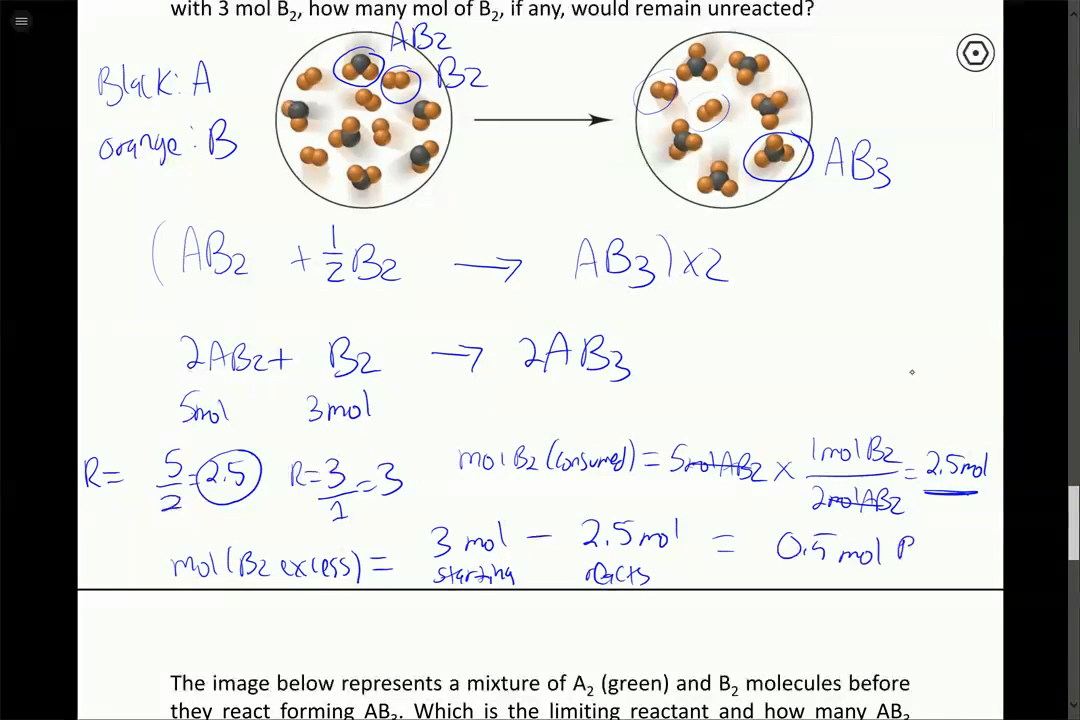 with 3 mol B₂, how many mol of B₂, if any, would remain unreacted?
AB2
B2
Black: A
orange: B
AB3
(AB2 + 1/2 B2 → AB3) × 2
2AB2 + B2 → 2AB3
5mol 3mol
R = 5/2 = 2.5 R = 3/1 = 3
mol B2 (consumed) = 5 mol AB2 × 1 mol B2 / 2 mol AB2 = 2.5 mol
mol (B2 excess) = 3 mol − 2.5 mol = 0.5 mol P
starting reacts
The image below represents a mixture of A₂ (green) and B₂ molecules before
they react forming AB₃. Which is the limiting reactant and how many AB₃